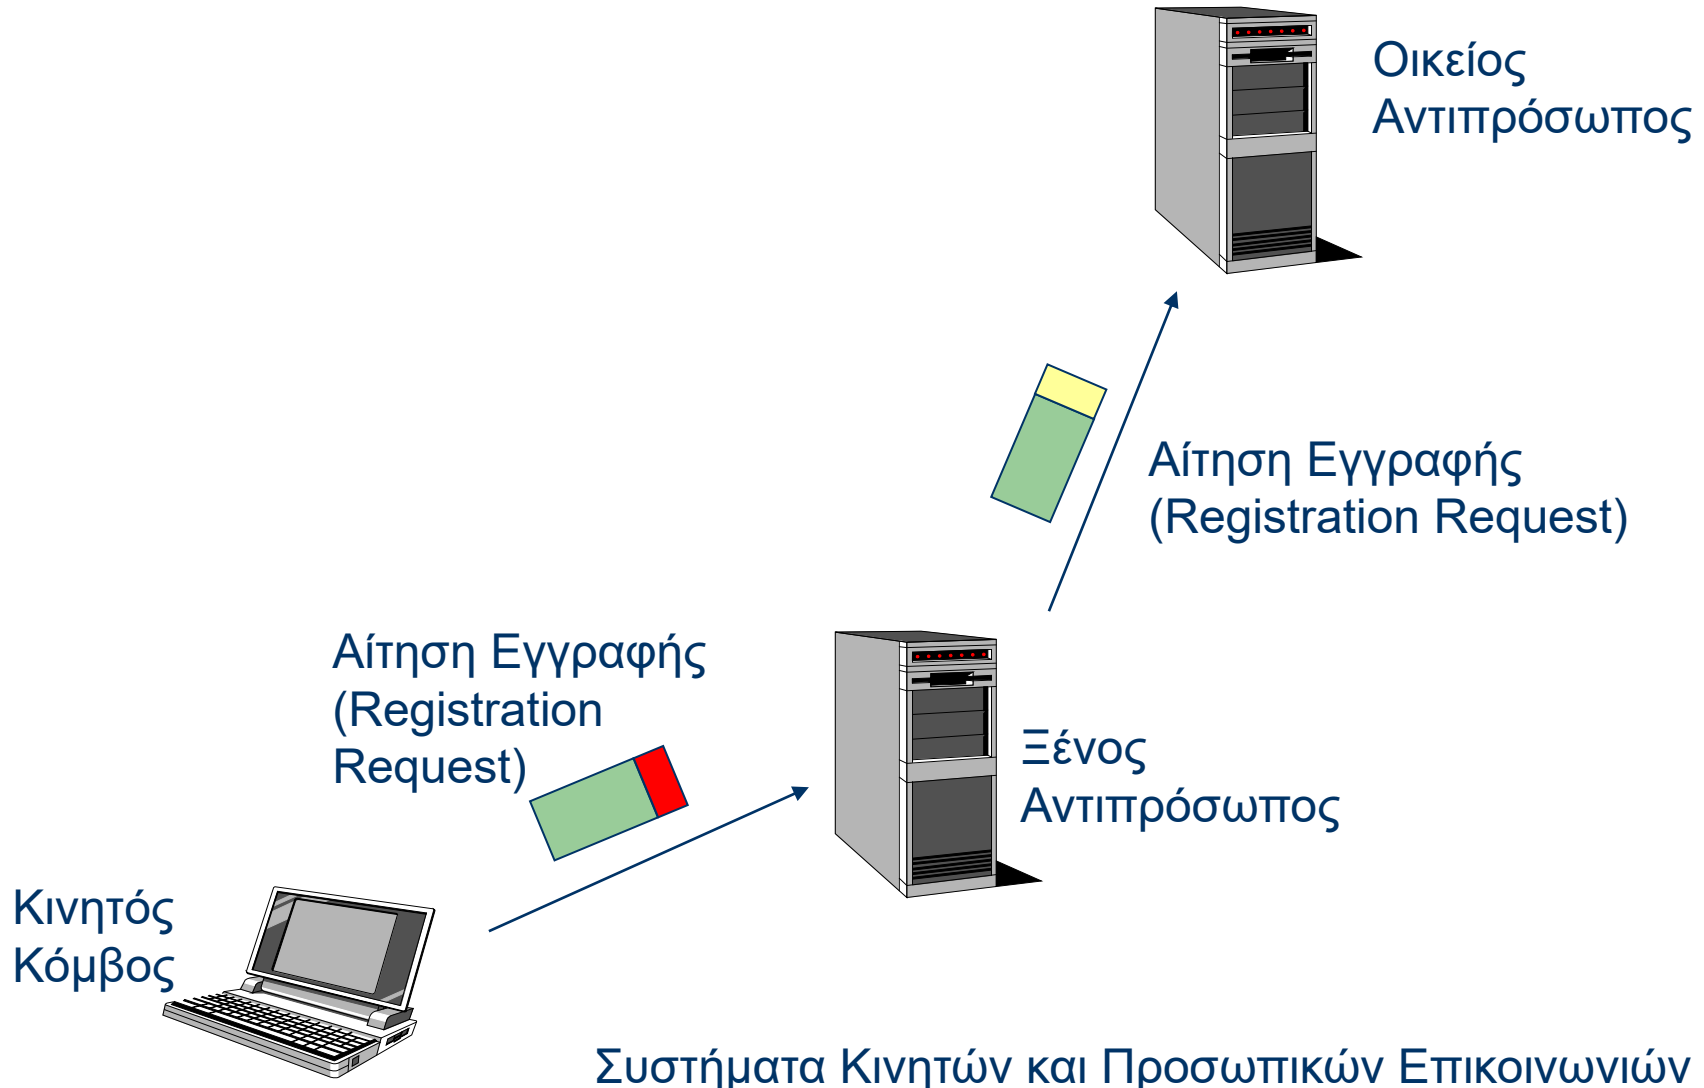 Οικείος
Αντιπρόσωπος
Αίτηση Εγγραφής
(Registration Request)
Αίτηση Εγγραφής
(Registration
Request)
Ξένος
Αντιπρόσωπος
Κινητός
Κόμβος
Συστήματα Κινητών και Προσωπικών Επικοινωνιών